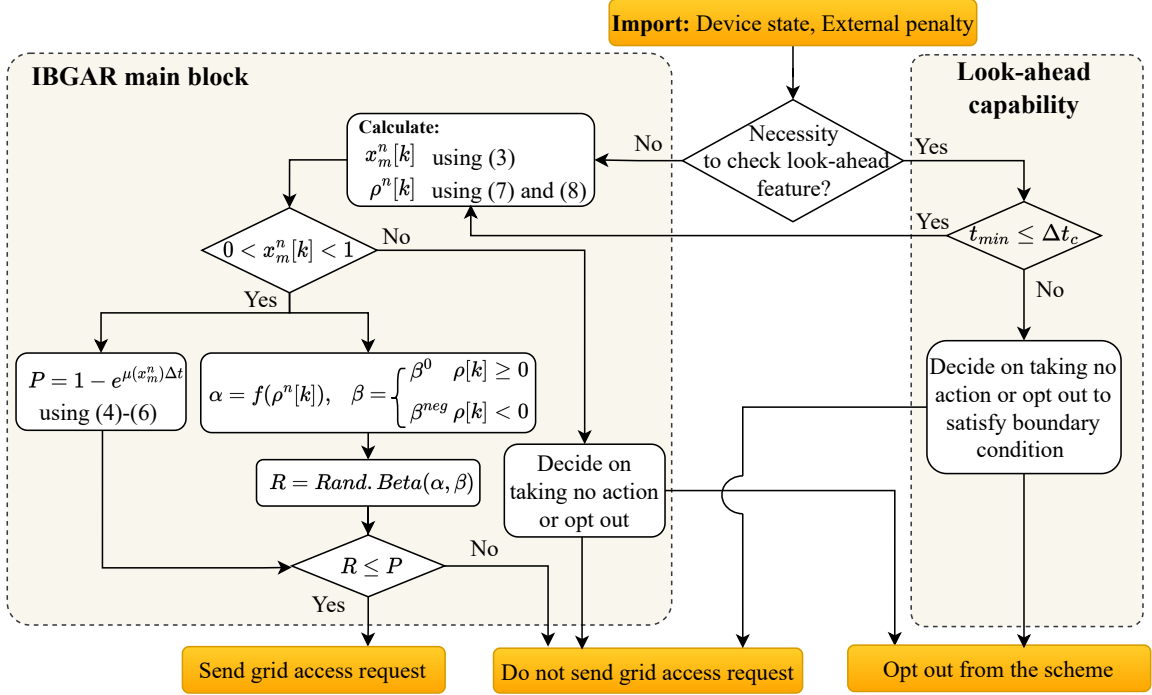 Import: Device state, External penalty
IBGAR main block
Look-ahead
capability
Calculate:
x_m^n[k] using (3)
ρ^n[k] using (7) and (8)
No
Necessity
to check look-ahead
feature?
Yes
0 < x_m^n[k] < 1
No
Yes
t_min ≤ Δt_c
Yes
No
P = 1 − e^{μ(x_m^n)Δt}
using (4)-(6)
α = f(ρ^n[k]), β = { β^0 ρ[k] ≥ 0
β^{neg} ρ[k] < 0
Decide on taking no
action or opt out to
satisfy boundary
condition
R = Rand.Beta(α, β)
Decide on
taking no action
or opt out
R ≤ P
No
Yes
Send grid access request
Do not send grid access request
Opt out from the scheme